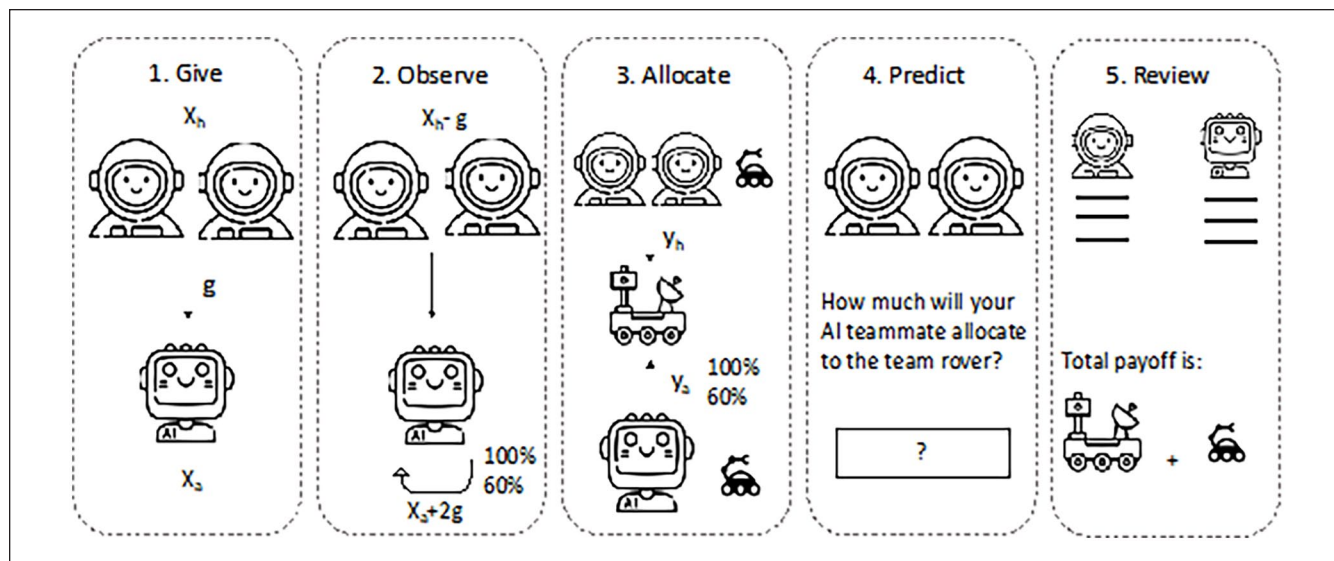 1. Give
Xh
g
AI
Xa
2. Observe
Xh- g
AI
100%
60%
Xa+2g
3. Allocate
yh
ya
100%
60%
AI
4. Predict
How much will your
AI teammate allocate
to the team rover?
?
5. Review
Total payoff is:
+